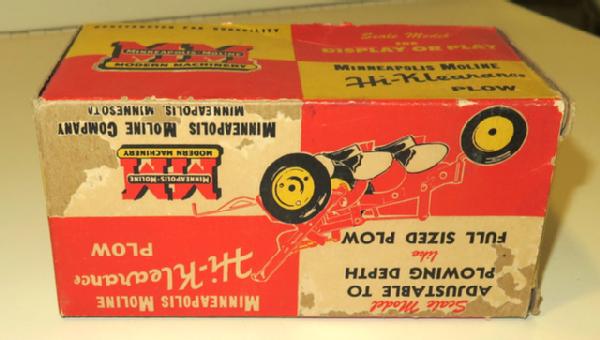 MM
MINNEAPOLIS-MOLINE
MODERN MACHINERY
Scale Model
FOR
DISPLAY OR PLAY
MINNEAPOLIS MOLINE
Hi-Klearance
PLOW
Scale Model
ADJUSTABLE TO
PLOWING DEPTH
like
FULL SIZED PLOW
MINNEAPOLIS MOLINE
Hi-Klearance
PLOW
MM
MINNEAPOLIS-MOLINE
MODERN MACHINERY
MINNEAPOLIS MOLINE COMPANY
MINNEAPOLIS, MINNESOTA